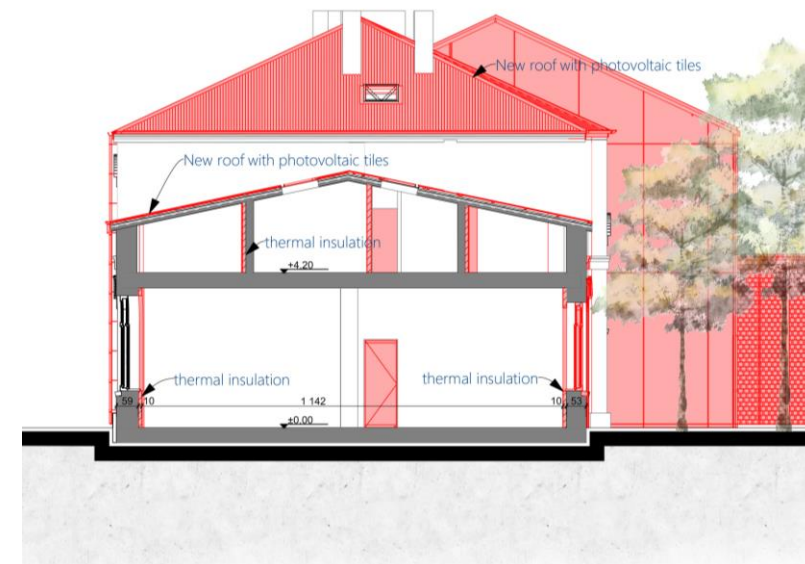 New roof with photovoltaic tiles
New roof with photovoltaic tiles
thermal insulation
+4.20
thermal insulation
thermal insulation
59 10 1 142 10 53
±0.00